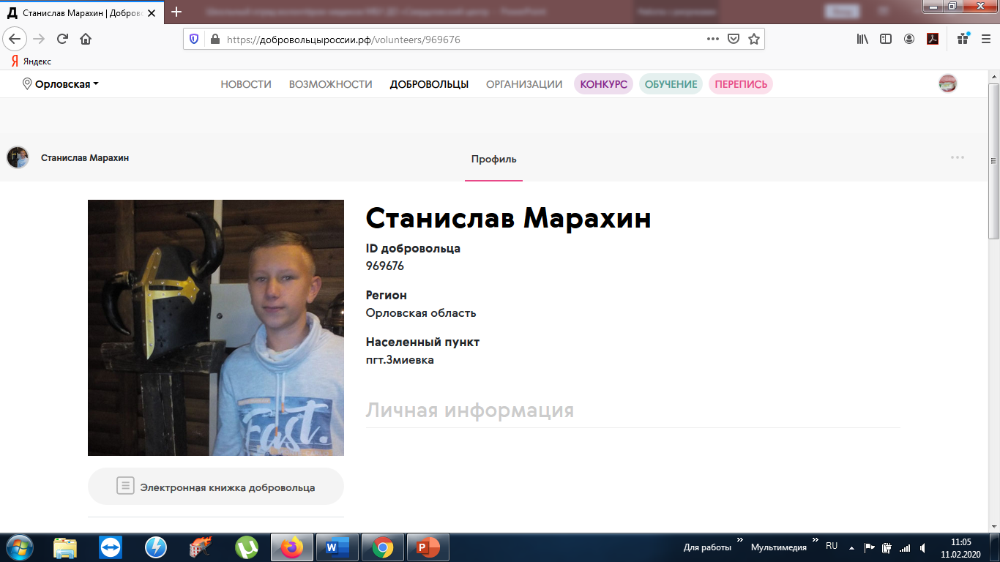 Станислав Марахин | Доброво
https://добровольцыроссии.рф/volunteers/969676
Яндекс
Орловская
НОВОСТИ
ВОЗМОЖНОСТИ
ДОБРОВОЛЬЦЫ
ОРГАНИЗАЦИИ
КОНКУРС
ОБУЧЕНИЕ
ПЕРЕПИСЬ
Станислав Марахин
Профиль
Станислав Марахин
ID добровольца
969676
Регион
Орловская область
Населенный пункт
пгт.Змиевка
Личная информация
Fast.
Электронная книжка добровольца
Для работы
Мультимедиа
RU
11:05
11.02.2020